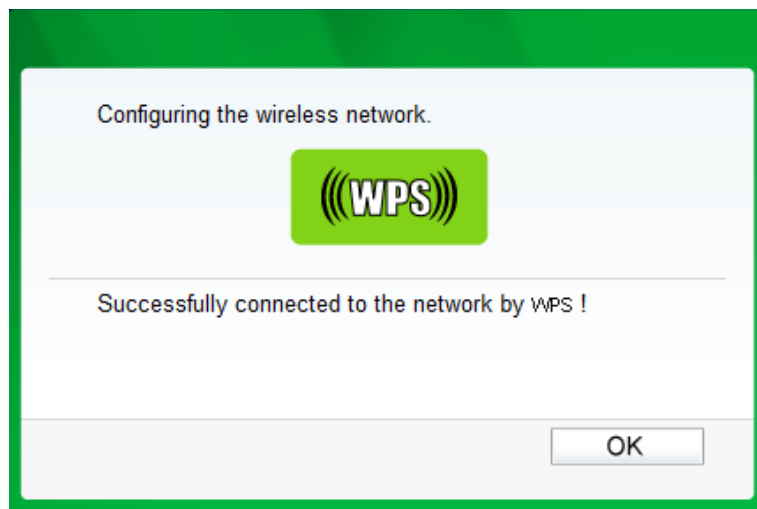 Configuring the wireless network.
(((WPS)))
Successfully connected to the network by WPS !
OK